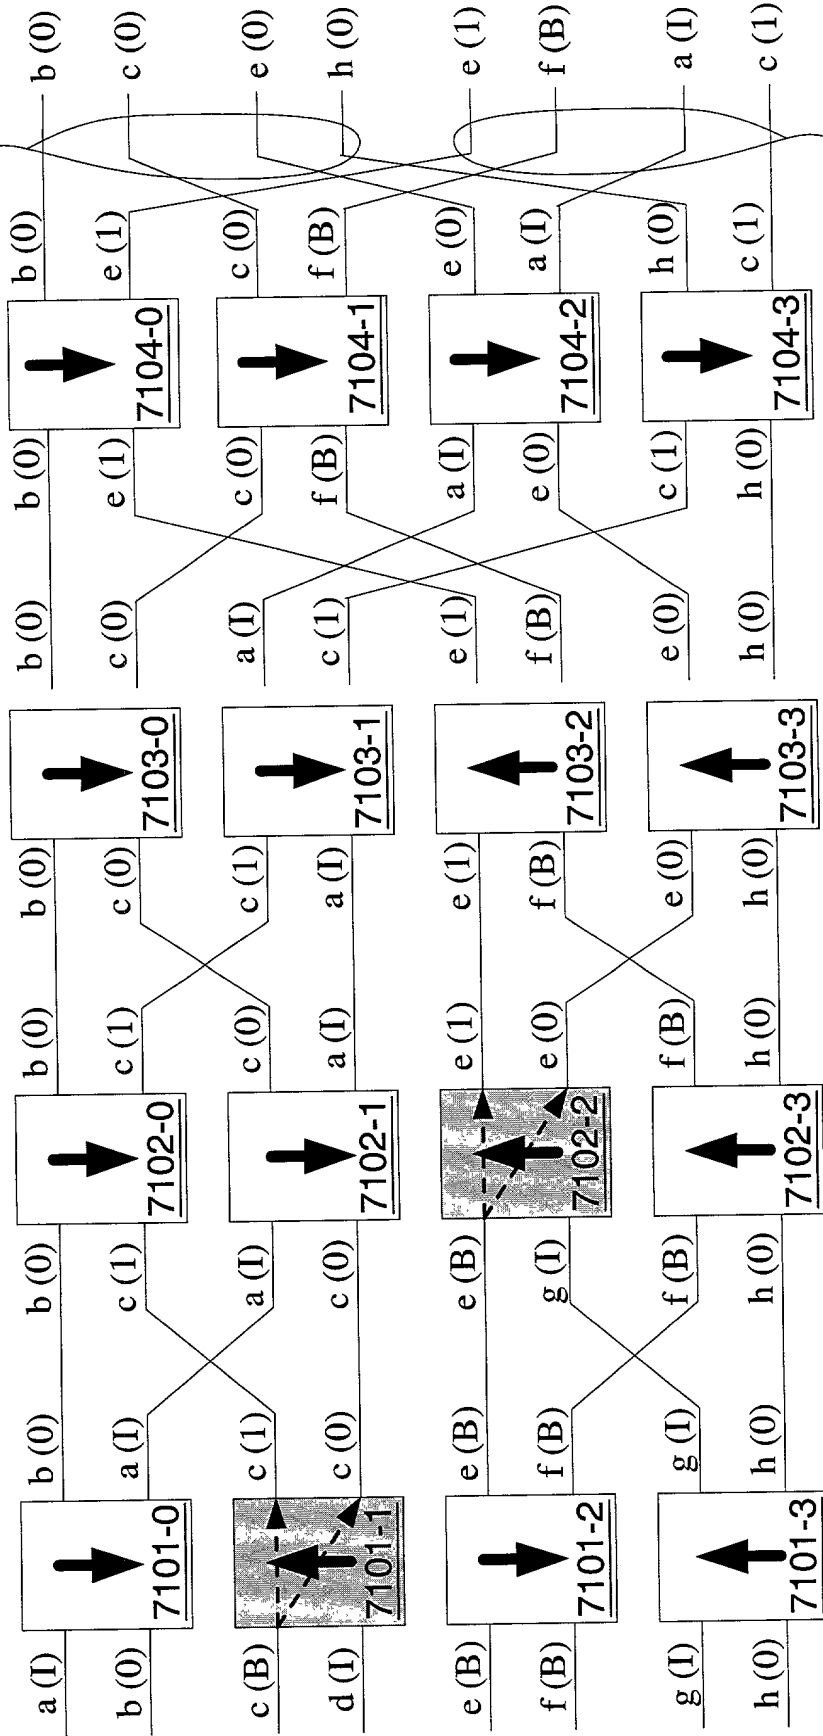 a (I)
b (0)
c (B)
d (I)
e (B)
f (B)
g (I)
h (0)
7101-0
7101-1
7101-2
7101-3
b (0)
a (I)
c (1)
c (0)
e (B)
f (B)
g (I)
h (0)
b (0)
c (1)
a (I)
c (0)
e (B)
g (I)
f (B)
h (0)
7102-0
7102-1
7102-2
7102-3
b (0)
c (1)
c (0)
a (I)
e (1)
e (0)
f (B)
h (0)
b (0)
c (0)
c (1)
a (I)
e (1)
f (B)
e (0)
h (0)
7103-0
7103-1
7103-2
7103-3
b (0)
c (0)
a (I)
c (1)
e (1)
f (B)
e (0)
h (0)
b (0)
e (1)
c (0)
f (B)
a (I)
e (0)
c (1)
h (0)
7104-0
7104-1
7104-2
7104-3
b (0)
e (1)
c (0)
f (B)
e (0)
a (I)
h (0)
c (1)
b (0)
c (0)
e (0)
h (0)
e (1)
f (B)
a (I)
c (1)